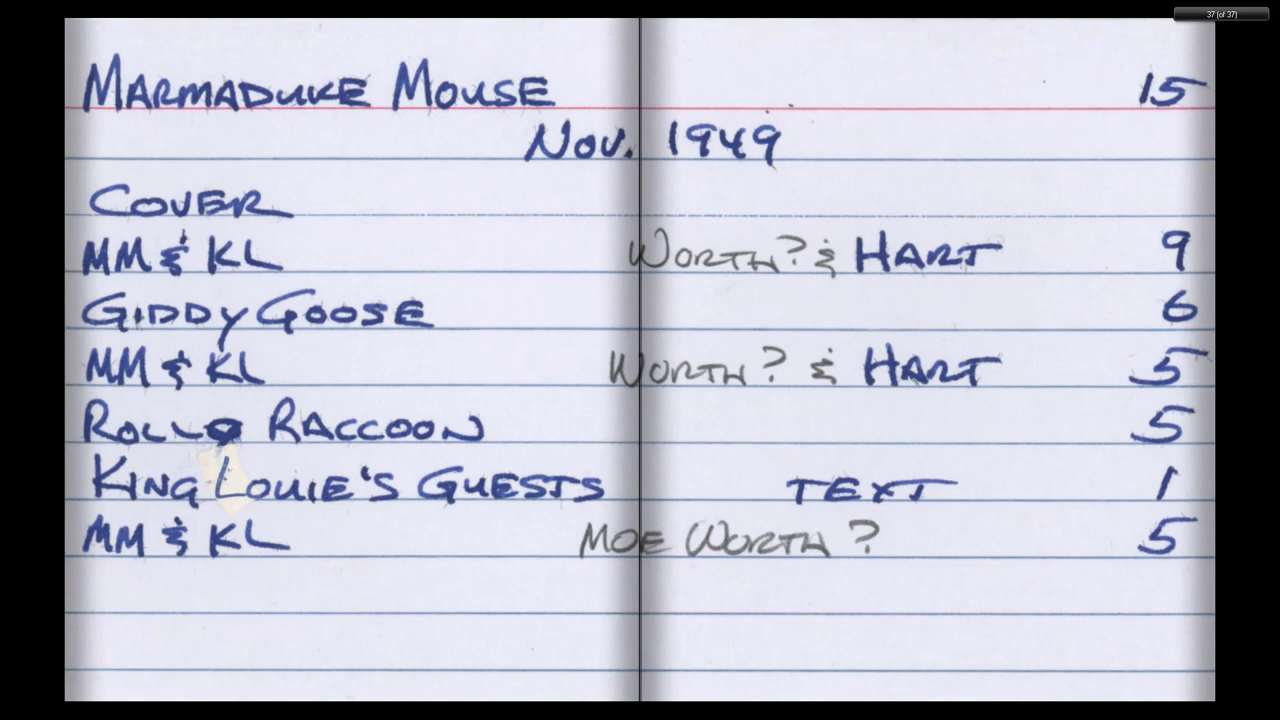 37 (of 37)
MARMADUKE MOUSE 15
NOV. 1949
COVER
MM & KL WORTH? & HART 9
GIDDY GOOSE 6
MM & KL WORTH? & HART 5
ROLLO RACCOON 5
KING LOUIE'S GUESTS TEXT 1
MM & KL MOE WORTH? 5